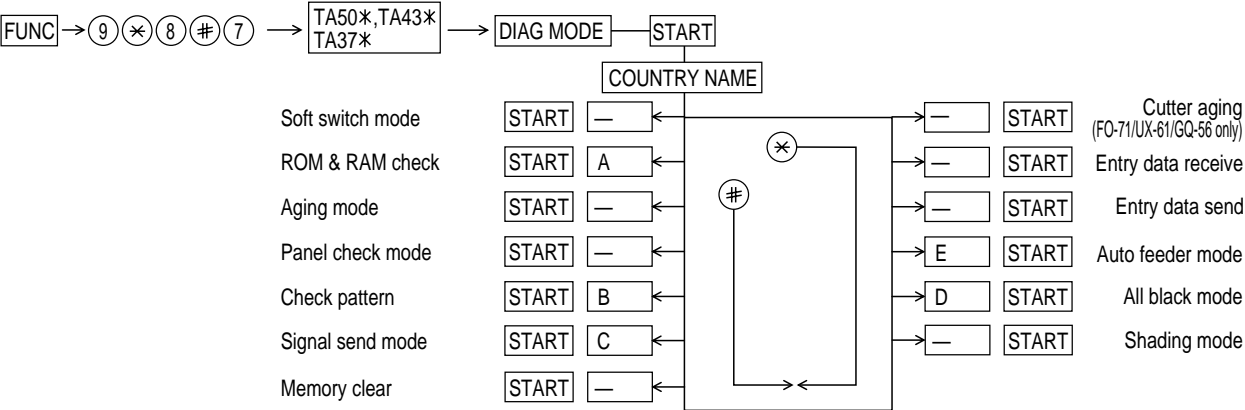 FUNC 9 * 8 # 7 TA50*,TA43* DIAG MODE START
TA37*
COUNTRY NAME
Soft switch mode START — — START Cutter aging
(FO-71/UX-61/GQ-56 only)
ROM & RAM check START A * — START Entry data receive
Aging mode START — # — START Entry data send
Panel check mode START — E START Auto feeder mode
Check pattern START B D START All black mode
Signal send mode START C — START Shading mode
Memory clear START —